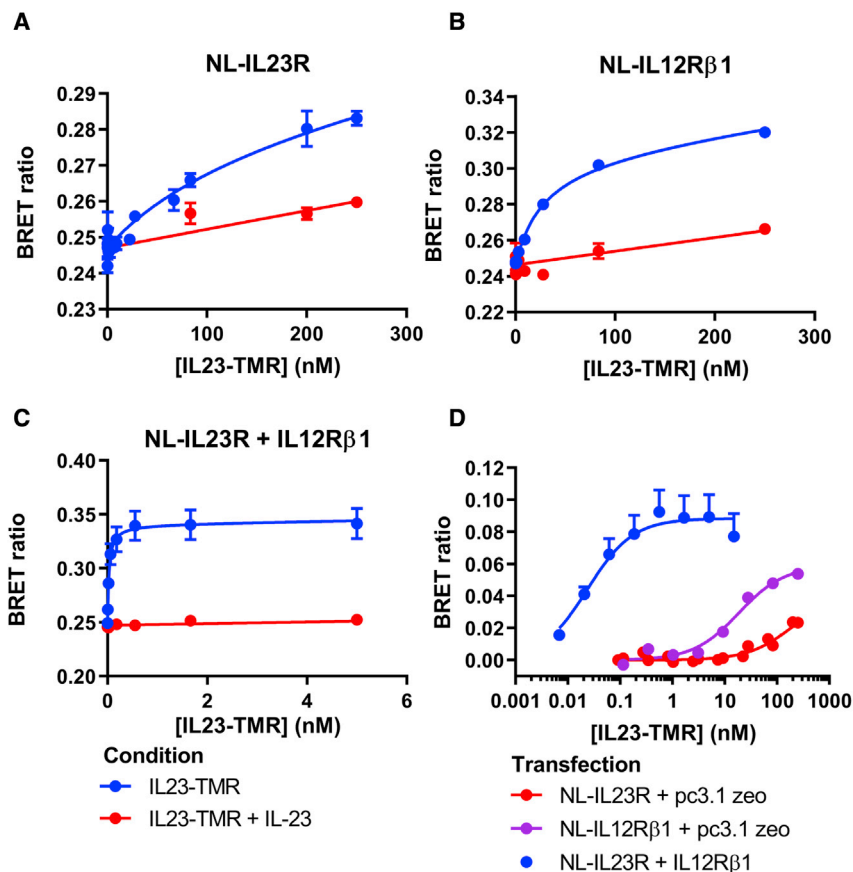 A
NL-IL23R
BRET ratio
0.29
0.28
0.27
0.26
0.25
0.24
0.23
0
100
200
300
[IL23-TMR] (nM)
B
NL-IL12Rβ1
BRET ratio
0.34
0.32
0.30
0.28
0.26
0.24
0.22
0
100
200
300
[IL23-TMR] (nM)
C
NL-IL23R + IL12Rβ1
BRET ratio
0.40
0.35
0.30
0.25
0.20
0
2
4
6
[IL23-TMR] (nM)
Condition
IL23-TMR
IL23-TMR + IL-23
D
BRET ratio
0.12
0.10
0.08
0.06
0.04
0.02
0.00
0.001
0.01
0.1
1
10
100
1000
[IL23-TMR] (nM)
Transfection
NL-IL23R + pc3.1 zeo
NL-IL12Rβ1 + pc3.1 zeo
NL-IL23R + IL12Rβ1